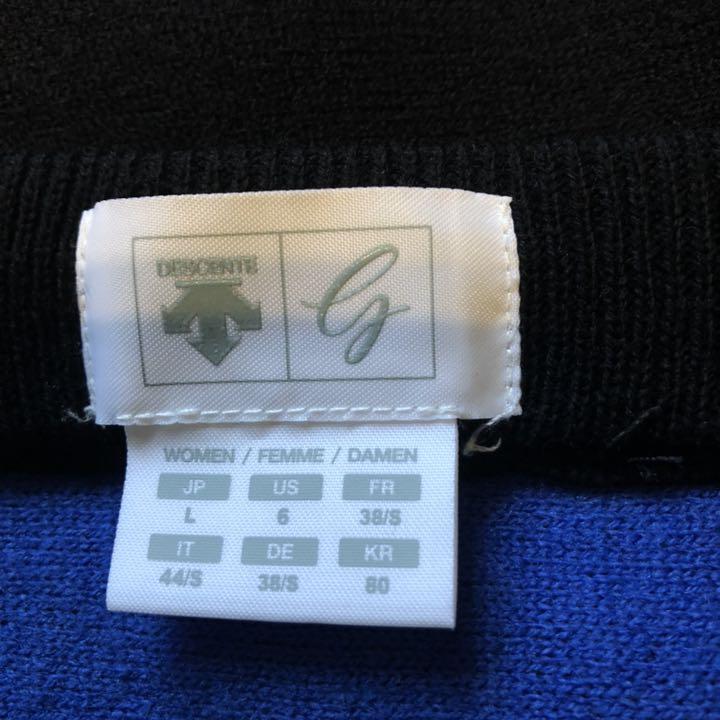 DESCENTE
G
WOMEN / FEMME / DAMEN
JP US FR
L 6 38/S
IT DE KR
44/S 38/S 80